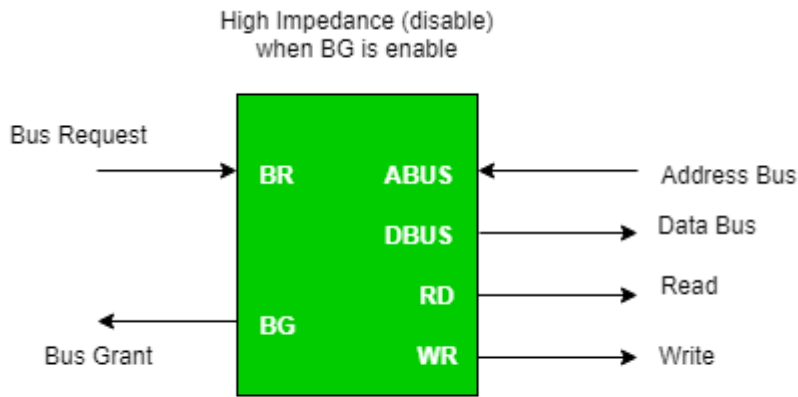 High Impedance (disable)
when BG is enable
Bus Request
BR
ABUS
Address Bus
DBUS
Data Bus
RD
Read
BG
Bus Grant
WR
Write